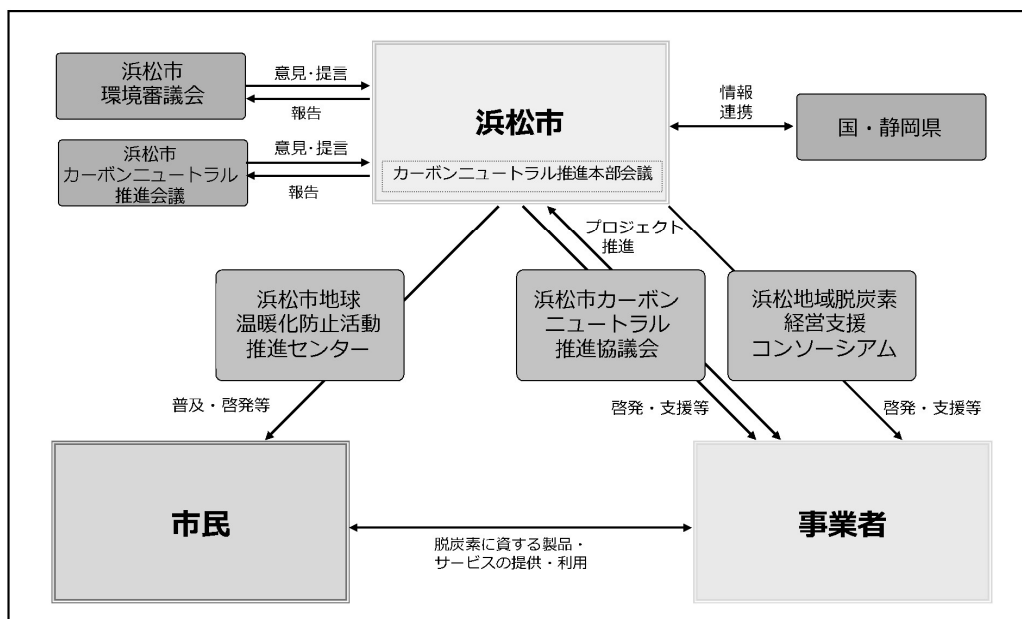 浜松市
環境審議会
意見・提言
報告
浜松市
カーボンニュートラル
推進会議
意見・提言
報告
浜松市
カーボンニュートラル推進本部会議
情報
連携
国・静岡県
プロジェクト
推進
浜松市地球
温暖化防止活動
推進センター
浜松市カーボン
ニュートラル
推進協議会
浜松地域脱炭素
経営支援
コンソーシアム
普及・啓発等
啓発・支援等
啓発・支援等
市民
脱炭素に資する製品・
サービスの提供・利用
事業者